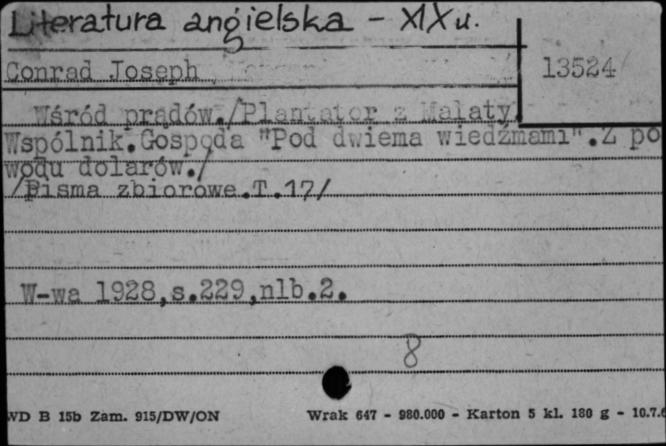 Literatura angielska - XIX w.
Conrad Joseph
13524
Wśród prądów./Plantator z Malaty.
Wspólnik.Gospoda "Pod dwiema wiedźmami".Z po
wodu dolarów./
/Pisma zbiorowe.T.17/
W-wa 1928,s.229,nlb.2.
8
WD B 15b Zam. 915/DW/ON Wrak 647 - 980.000 - Karton 5 kl. 180 g - 10.7.6